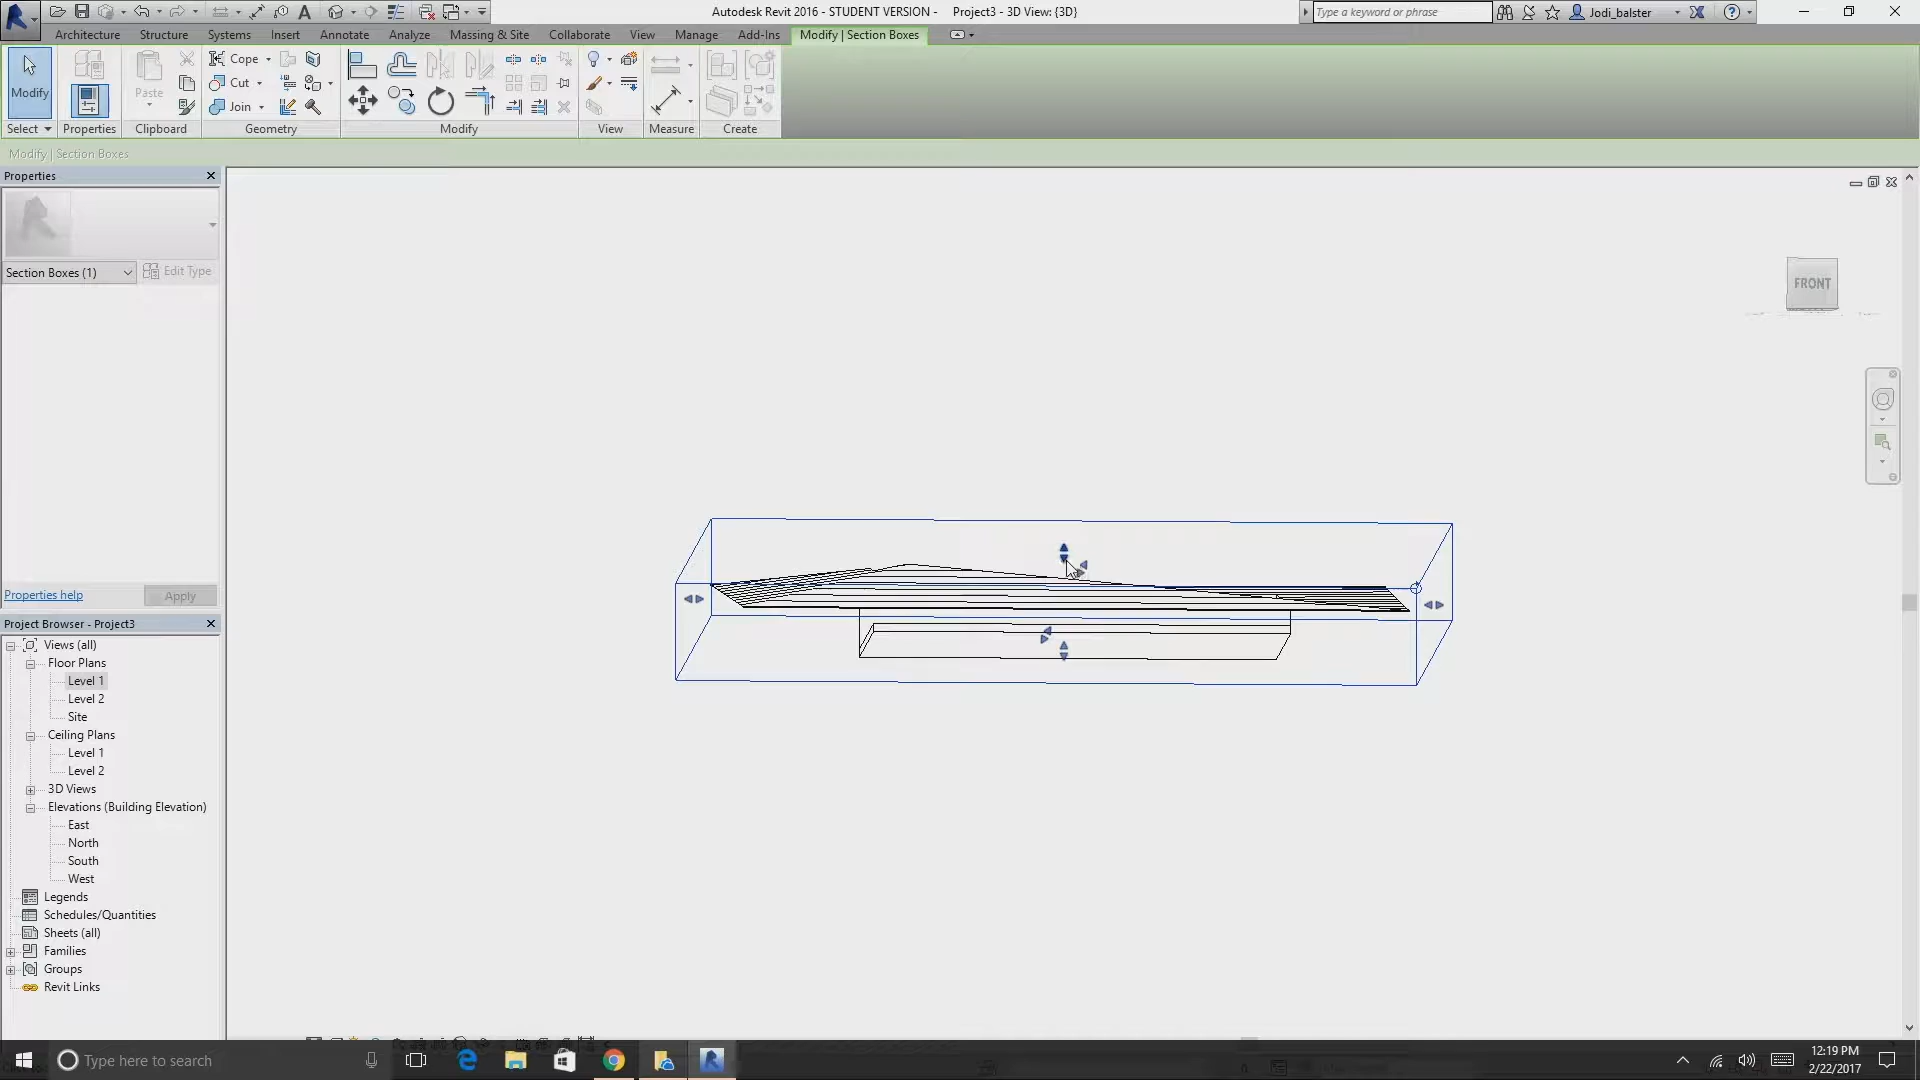 Autodesk Revit 2016 - STUDENT VERSION - Project3 - 3D View: {3D}
Type a keyword or phrase
Jodi_balster
Architecture Structure Systems Insert Annotate Analyze Massing & Site Collaborate View Manage Add-Ins Modify | Section Boxes
Modify
Paste
Cope
Cut
Join
Select Properties Clipboard Geometry Modify View Measure Create
Modify | Section Boxes
Properties
Section Boxes (1)
Edit Type
Properties help
Apply
FRONT
Project Browser - Project3
Views (all)
Floor Plans
Level 1
Level 2
Site
Ceiling Plans
Level 1
Level 2
3D Views
Elevations (Building Elevation)
East
North
South
West
Legends
Schedules/Quantities
Sheets (all)
Families
Groups
Revit Links
Type here to search
12:19 PM
2/22/2017